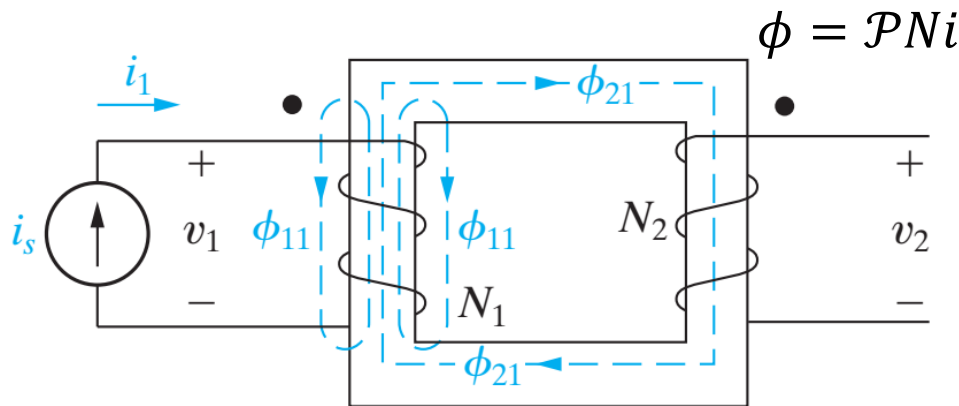 ϕ = 𝒫Ni
i₁
ϕ₂₁
+
+
iₛ
v₁
ϕ₁₁
ϕ₁₁
N₂
v₂
−
N₁
−
ϕ₂₁